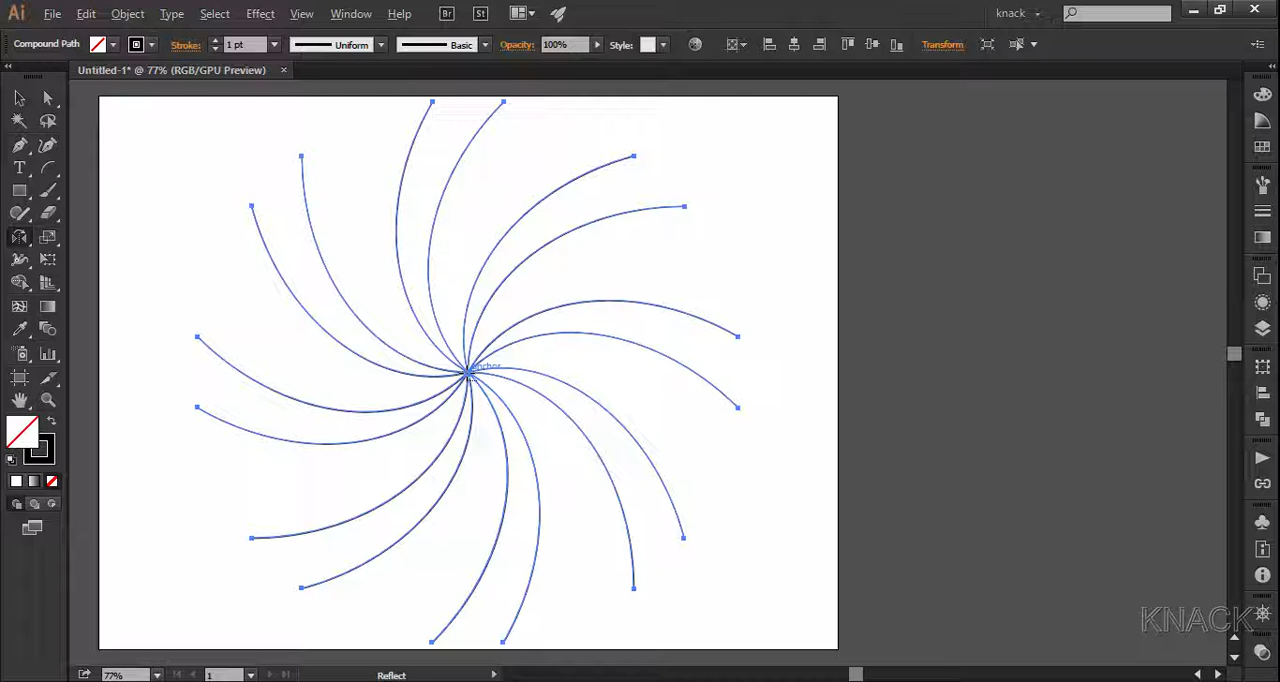 Ai File Edit Object Type Select Effect View Window Help Br St knack
Compound Path Stroke: 1 pt Uniform Basic Opacity: 100% Style: Transform
Untitled-1* @ 77% (RGB/GPU Preview) ×
anchor
KNACK
77% 1 Reflect